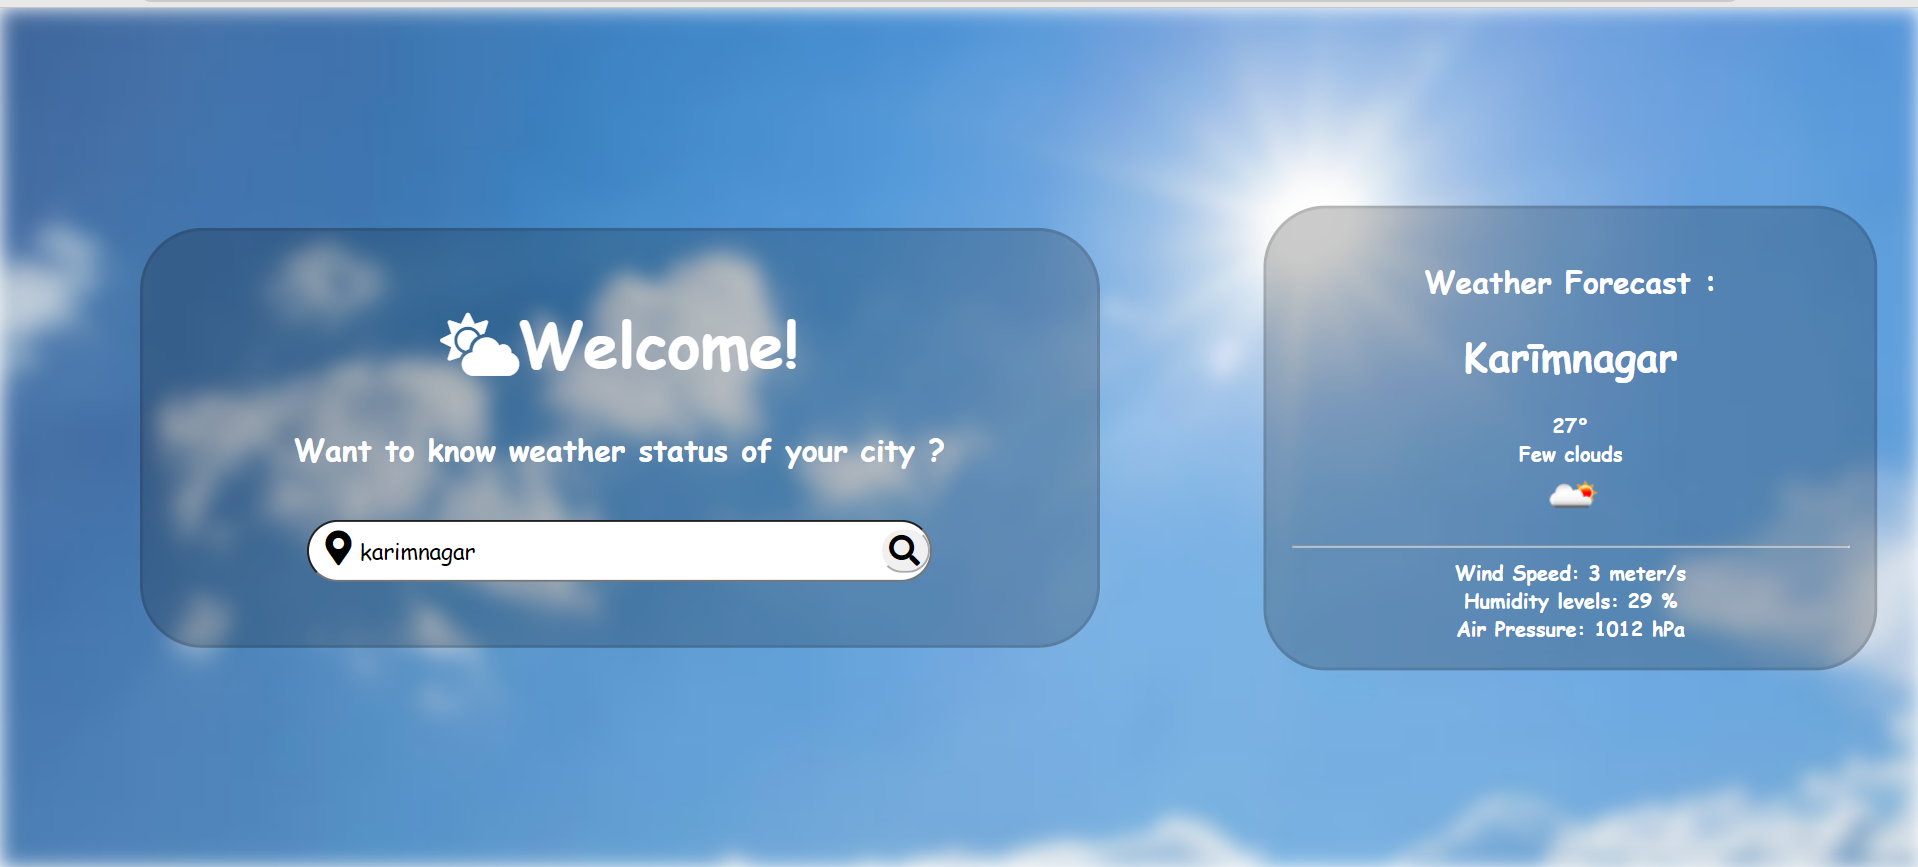 Welcome!
Want to know weather status of your city ?
karimnagar
Weather Forecast :
Karīmnagar
27°
Few clouds
Wind Speed: 3 meter/s
Humidity levels: 29 %
Air Pressure: 1012 hPa